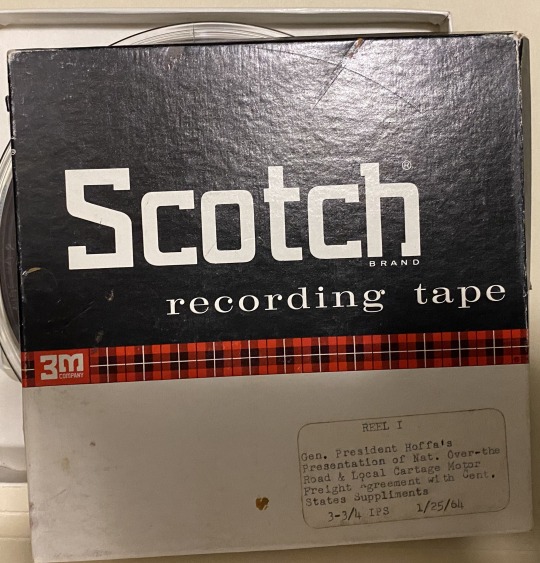 Scotch®
BRAND
recording tape
3M
COMPANY
REEL I
Gen. President Hoffa's
Presentation of Nat. Over-the
Road & Local Cartage Motor
Freight Agreement with Cent.
States Suppliments
3-3/4 IPS 1/25/64